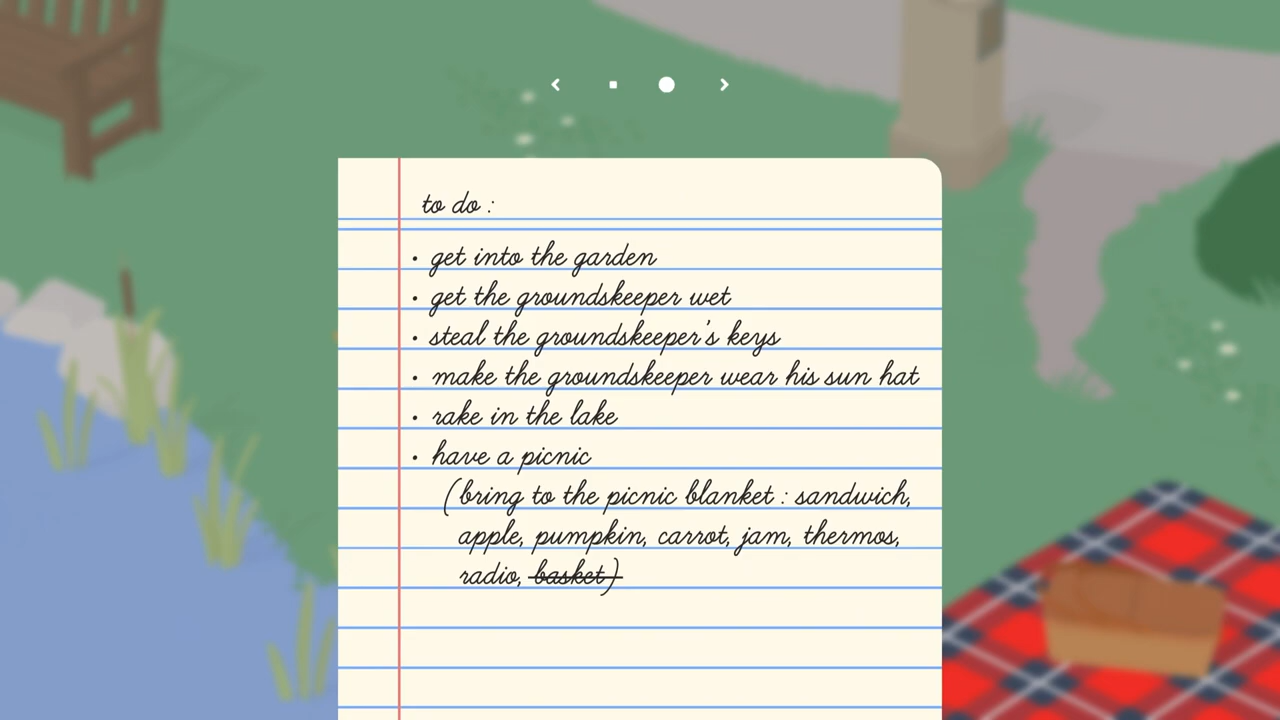 to do :
• get into the garden
• get the groundskeeper wet
• steal the groundskeeper's keys
• make the groundskeeper wear his sun hat
• rake in the lake
• have a picnic
(bring to the picnic blanket : sandwich,
apple, pumpkin, carrot, jam, thermos,
radio, basket)